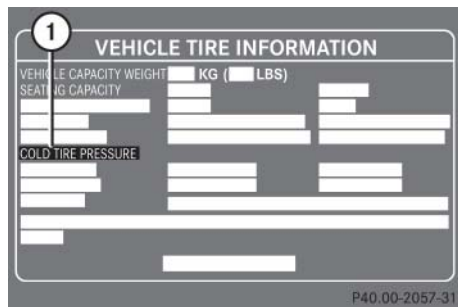 1
VEHICLE TIRE INFORMATION
VEHICLE CAPACITY WEIGHT KG ( LBS)
SEATING CAPACITY
COLD TIRE PRESSURE
P40.00-2057-31